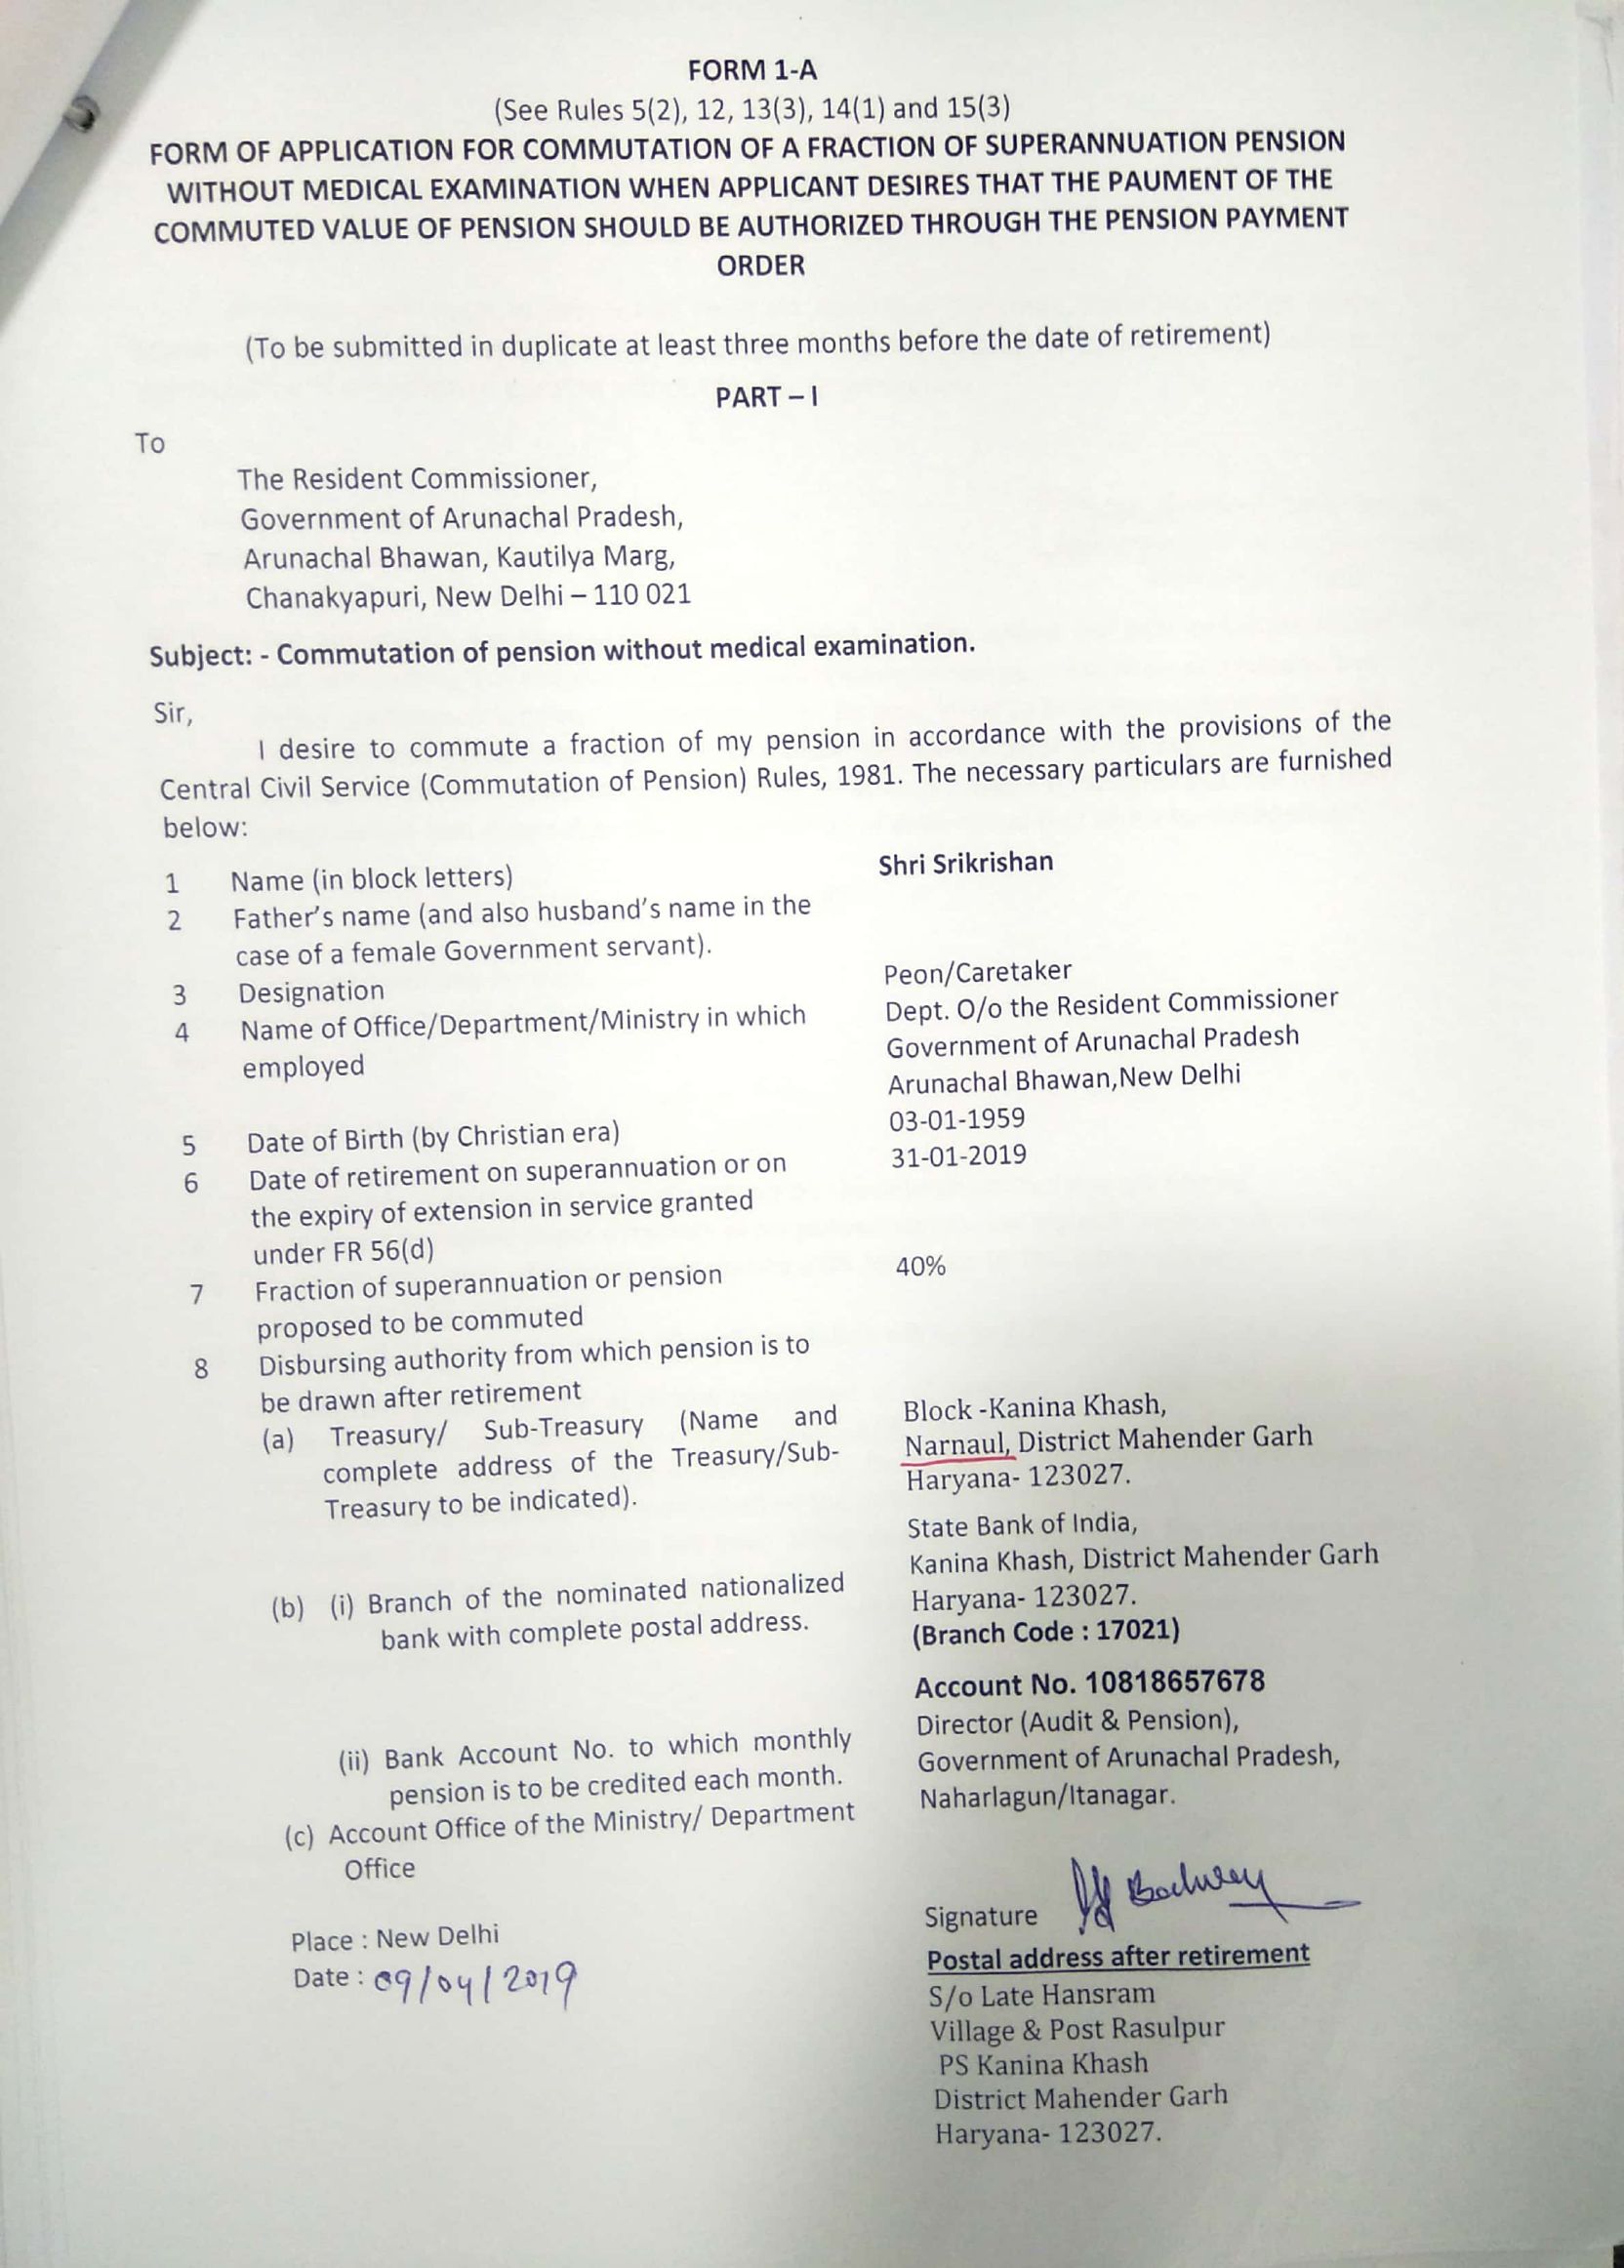 FORM 1-A
(See Rules 5(2), 12, 13(3), 14(1) and 15(3)
FORM OF APPLICATION FOR COMMUTATION OF A FRACTION OF SUPERANNUATION PENSION
WITHOUT MEDICAL EXAMINATION WHEN APPLICANT DESIRES THAT THE PAUMENT OF THE
COMMUTED VALUE OF PENSION SHOULD BE AUTHORIZED THROUGH THE PENSION PAYMENT
ORDER
(To be submitted in duplicate at least three months before the date of retirement)
PART – I
To
The Resident Commissioner,
Government of Arunachal Pradesh,
Arunachal Bhawan, Kautilya Marg,
Chanakyapuri, New Delhi – 110 021
Subject: - Commutation of pension without medical examination.
Sir,
I desire to commute a fraction of my pension in accordance with the provisions of the
Central Civil Service (Commutation of Pension) Rules, 1981. The necessary particulars are furnished
below:
1 Name (in block letters) Shri Srikrishan
2 Father's name (and also husband's name in the
case of a female Government servant).
3 Designation Peon/Caretaker
4 Name of Office/Department/Ministry in which Dept. O/o the Resident Commissioner
employed Government of Arunachal Pradesh
Arunachal Bhawan,New Delhi
5 Date of Birth (by Christian era) 03-01-1959
6 Date of retirement on superannuation or on 31-01-2019
the expiry of extension in service granted
under FR 56(d)
7 Fraction of superannuation or pension 40%
proposed to be commuted
8 Disbursing authority from which pension is to
be drawn after retirement
(a) Treasury/ Sub-Treasury (Name and Block -Kanina Khash,
complete address of the Treasury/Sub- Narnaul, District Mahender Garh
Treasury to be indicated). Haryana- 123027.
State Bank of India,
Kanina Khash, District Mahender Garh
(b) (i) Branch of the nominated nationalized Haryana- 123027.
bank with complete postal address. (Branch Code : 17021)
Account No. 10818657678
(ii) Bank Account No. to which monthly Director (Audit & Pension),
pension is to be credited each month. Government of Arunachal Pradesh,
(c) Account Office of the Ministry/ Department Naharlagun/Itanagar.
Office
Signature
Place : New Delhi
Date : 09/04/2019
Postal address after retirement
S/o Late Hansram
Village & Post Rasulpur
PS Kanina Khash
District Mahender Garh
Haryana- 123027.